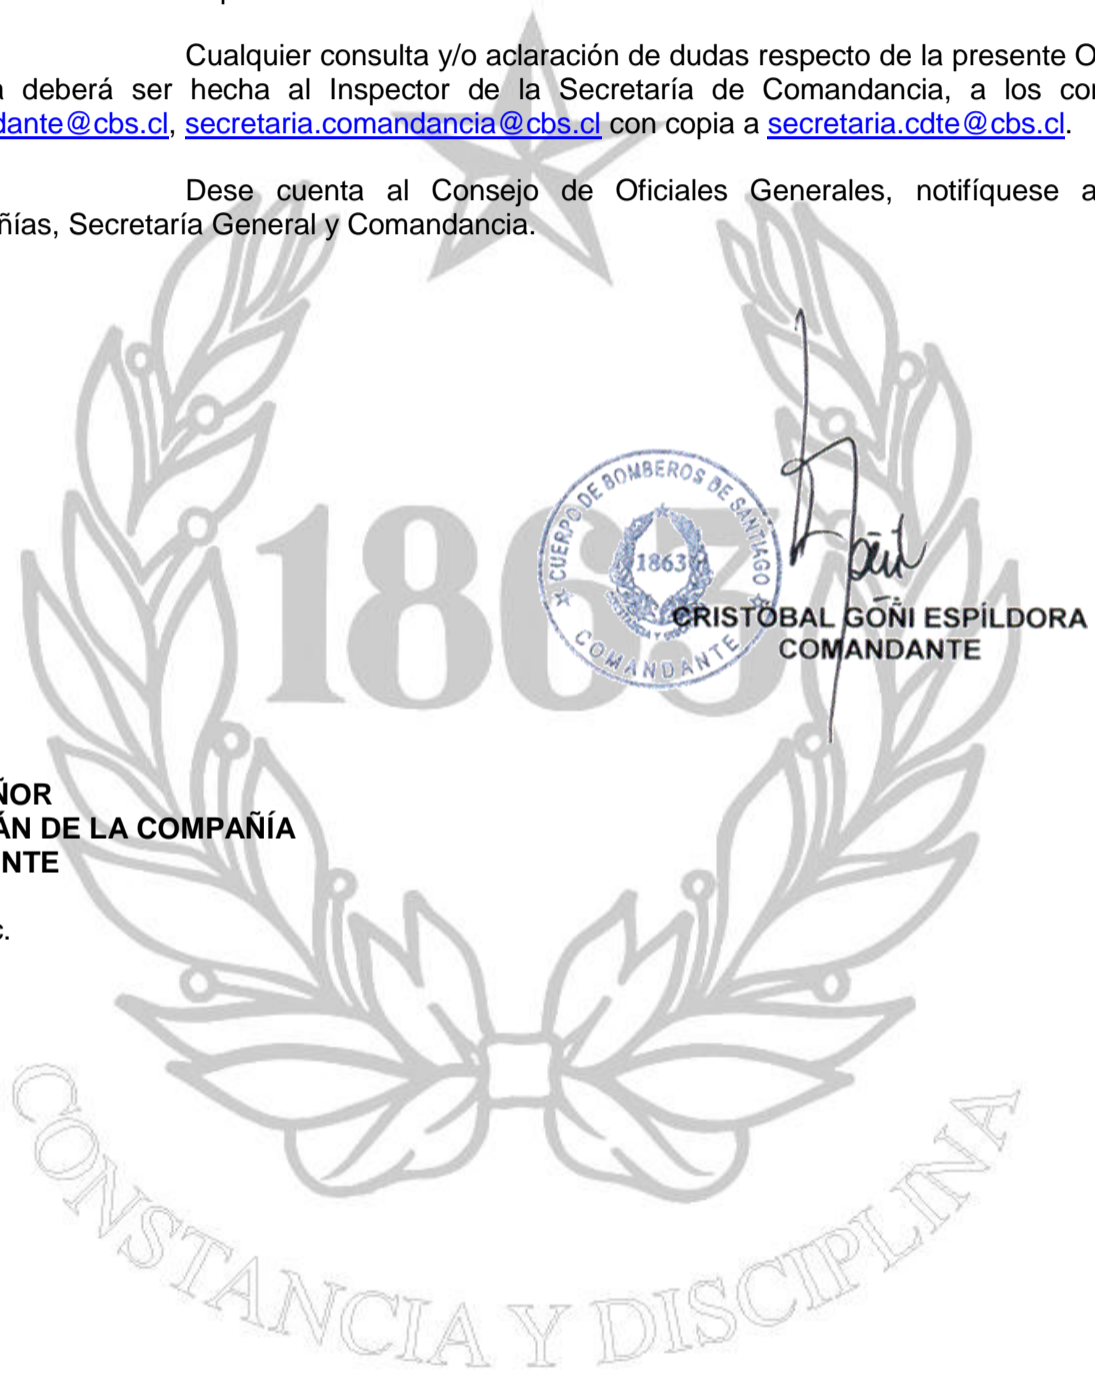 Cualquier consulta y/o aclaración de dudas respecto de la presente O
deberá ser hecha al Inspector de la Secretaría de Comandancia, a los
dante@cbs.cl, secretaria.comandancia@cbs.cl con copia a secretaria.cdte@cbs.cl.
Dese cuenta al Consejo de Oficiales Generales, notifíquese a
ñías, Secretaría General y Comandancia.
1863
CUERPO DE BOMBEROS DE SANTIAGO
1863
COMANDANTE
CRISTÓBAL GOÑI ESPÍLDORA
COMANDANTE
ÑOR
ÁN DE LA COMPAÑÍA
NTE
c.
CONSTANCIA Y DISCIPLINA